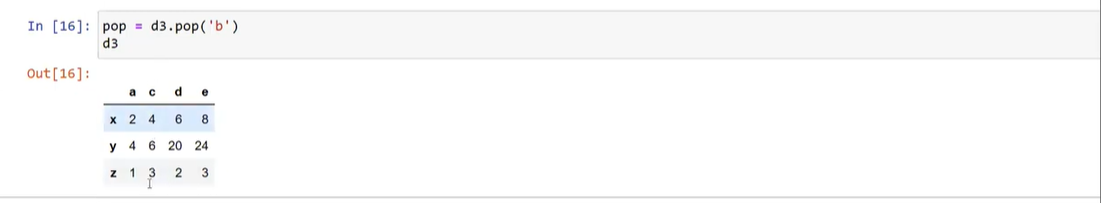 In [16]: pop = d3.pop('b')
d3
Out[16]:
a c d e
x 2 4 6 8
y 4 6 20 24
z 1 3 2 3